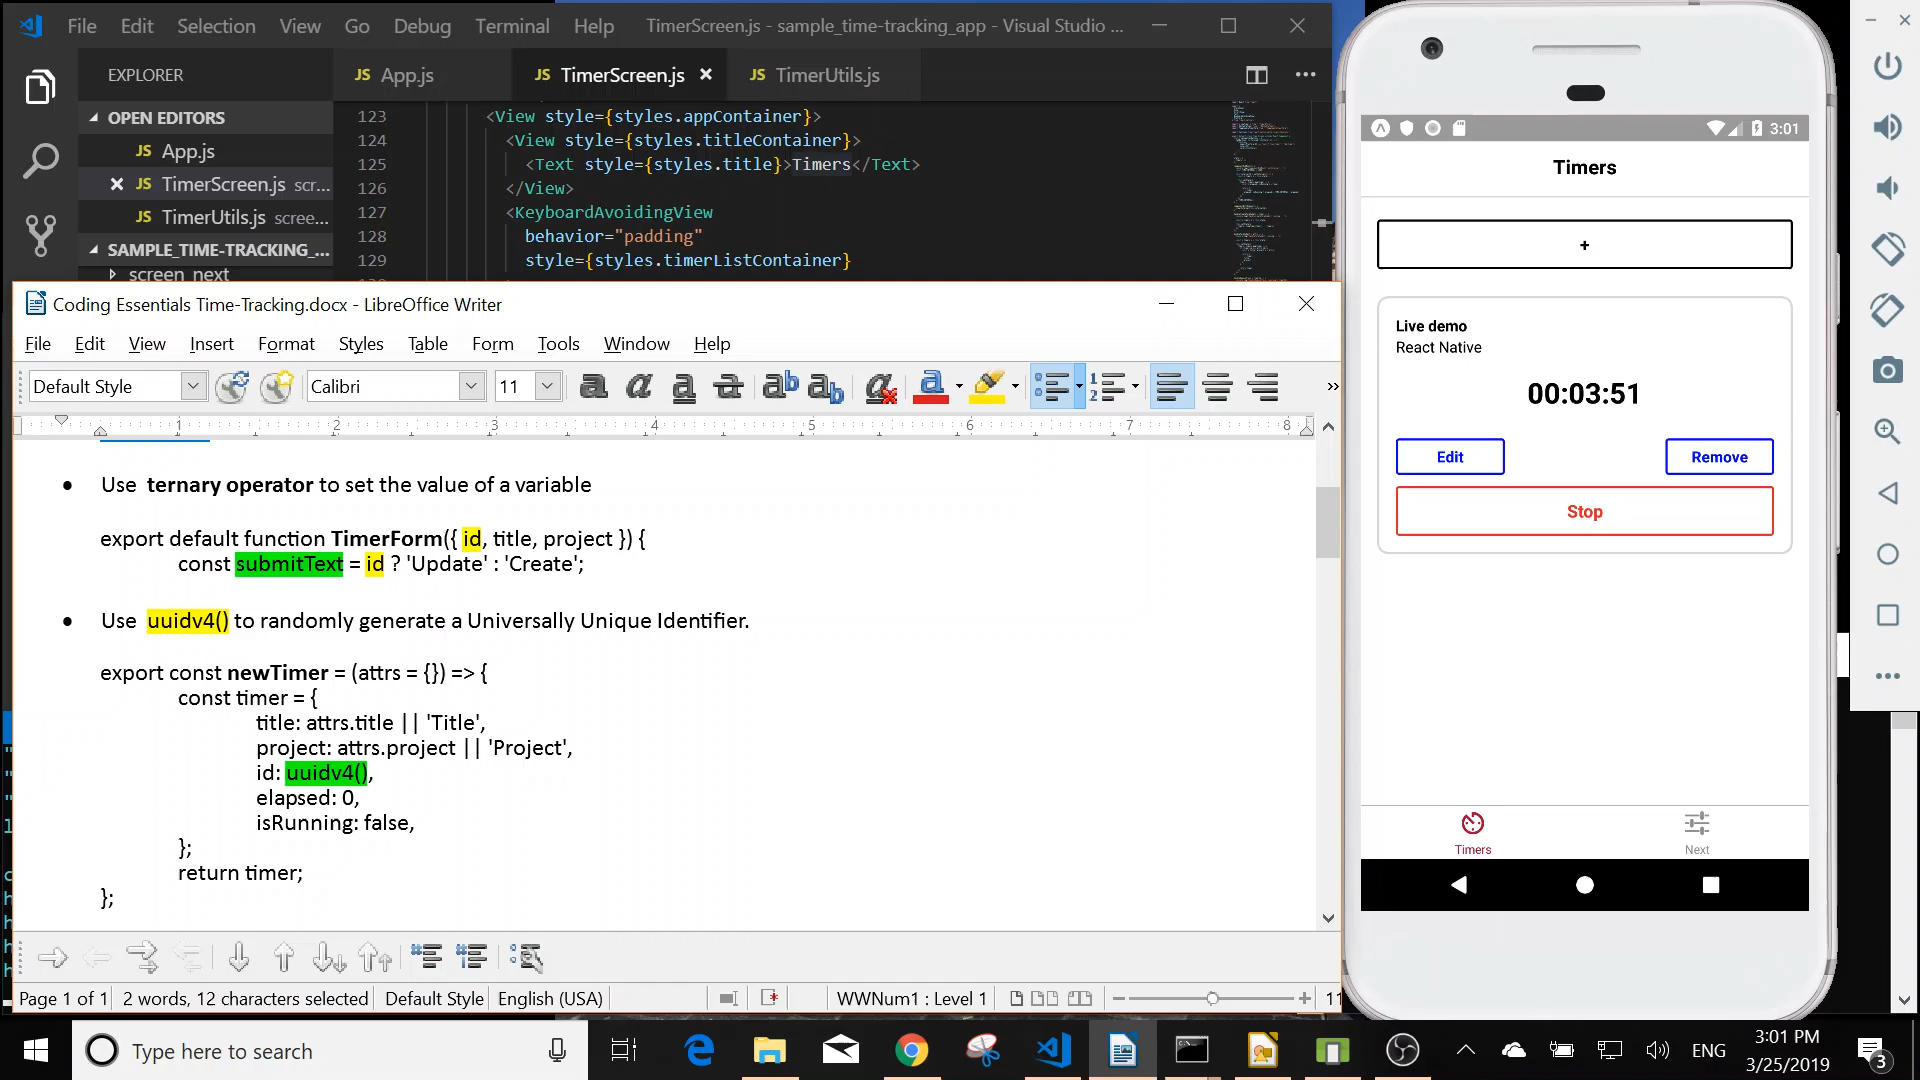 File Edit Selection View Go Debug Terminal Help TimerScreen.js - sample_time-tracking_app - Visual Studio ...
EXPLORER
JS App.js
JS TimerScreen.js
JS TimerUtils.js
OPEN EDITORS
JS App.js
JS TimerScreen.js scr...
JS TimerUtils.js scree...
SAMPLE_TIME-TRACKING_...
screen_next
123 <View style={styles.appContainer}>
124 <View style={styles.titleContainer}>
125 <Text style={styles.title}>Timers</Text>
126 </View>
127 <KeyboardAvoidingView
128 behavior="padding"
129 style={styles.timerListContainer}
Coding Essentials Time-Tracking.docx - LibreOffice Writer
File Edit View Insert Format Styles Table Form Tools Window Help
Default Style Calibri 11
1 2 3 4 5 6 7 8
• Use ternary operator to set the value of a variable
export default function TimerForm({ id, title, project }) {
const submitText = id ? 'Update' : 'Create';
• Use uuidv4() to randomly generate a Universally Unique Identifier.
export const newTimer = (attrs = {}) => {
const timer = {
title: attrs.title || 'Title',
project: attrs.project || 'Project',
id: uuidv4(),
elapsed: 0,
isRunning: false,
};
return timer;
};
Page 1 of 1 2 words, 12 characters selected Default Style English (USA) WWNum1 : Level 1
3:01
Timers
+
Live demo
React Native
00:03:51
Edit
Remove
Stop
Timers
Next
Type here to search
ENG
3:01 PM
3/25/2019
3